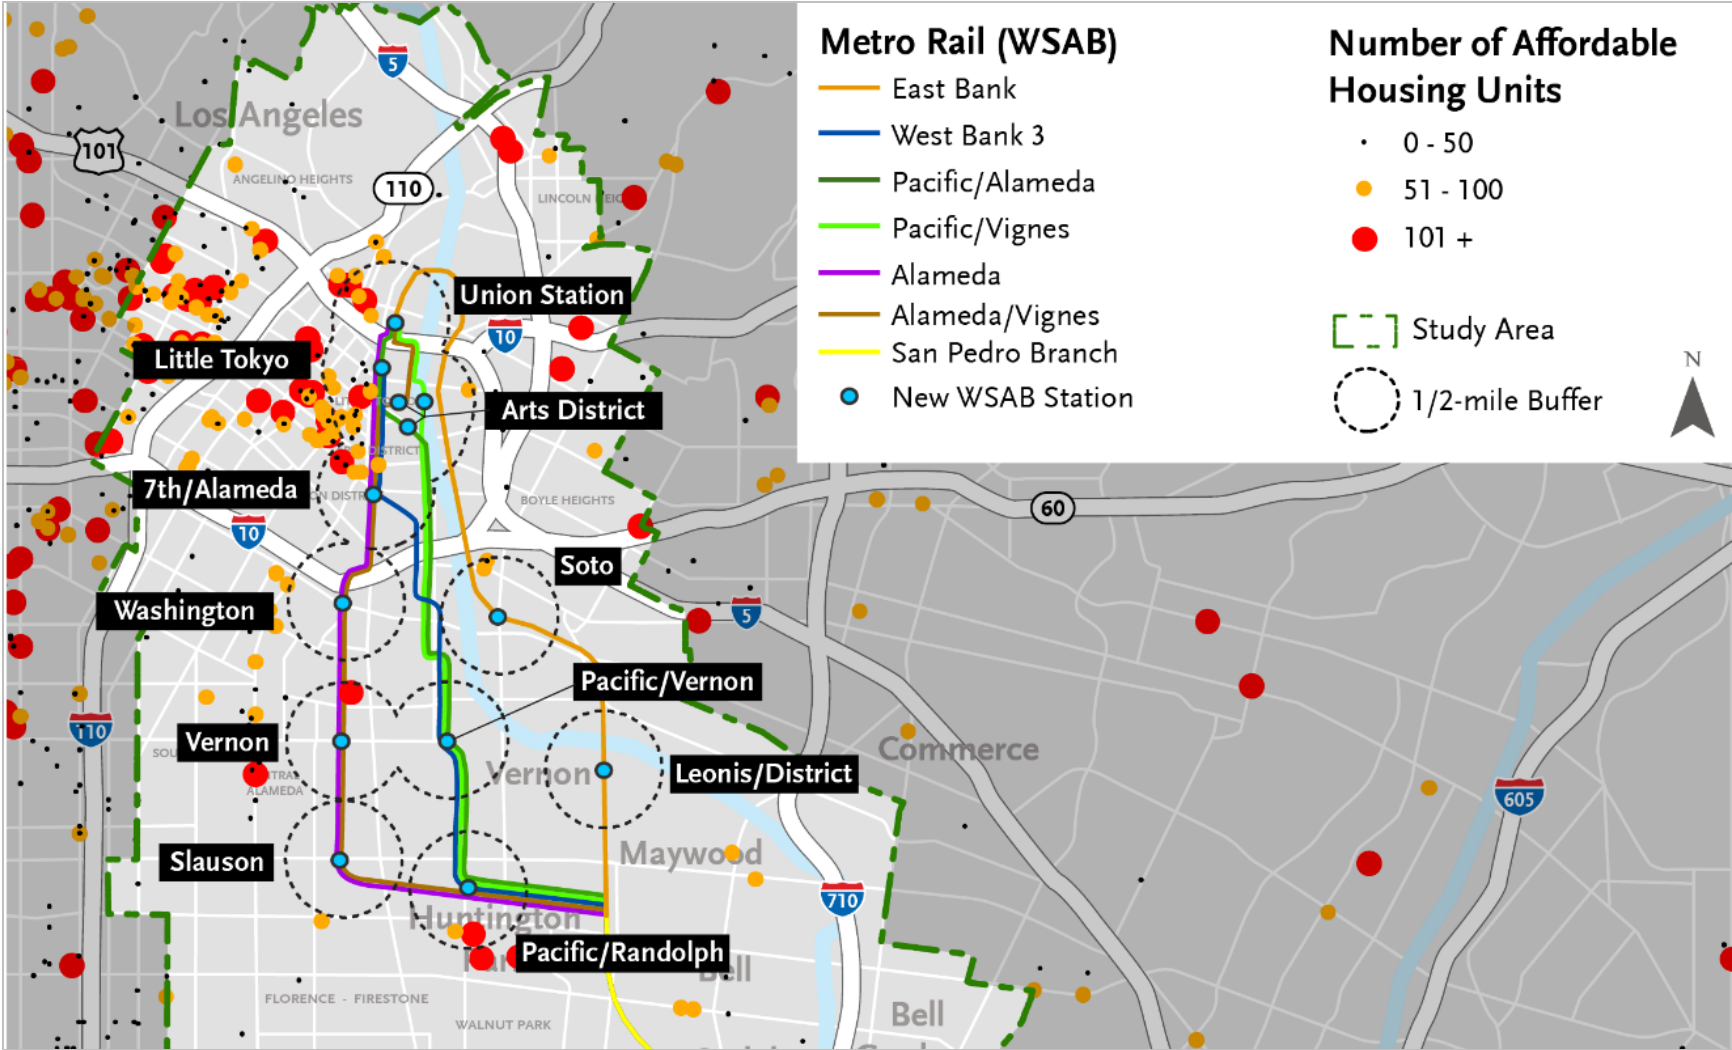 Metro Rail (WSAB)
East Bank
West Bank 3
Pacific/Alameda
Pacific/Vignes
Alameda
Alameda/Vignes
San Pedro Branch
New WSAB Station
Number of Affordable
Housing Units
0 - 50
51 - 100
101 +
Study Area
1/2-mile Buffer
N
5
Los Angeles
101
110
ANGELINO HEIGHTS
LINCOLN
Union Station
10
Little Tokyo
Arts District
DISTRICT
7th/Alameda
BOYLE HEIGHTS
60
10
Soto
Washington
5
Pacific/Vernon
110
Vernon
Vernon
Leonis/District
Commerce
ALAMEDA
605
Slauson
Maywood
710
Huntington
Pacific/Randolph
Bell
FLORENCE - FIRESTONE
WALNUT PARK
Bell